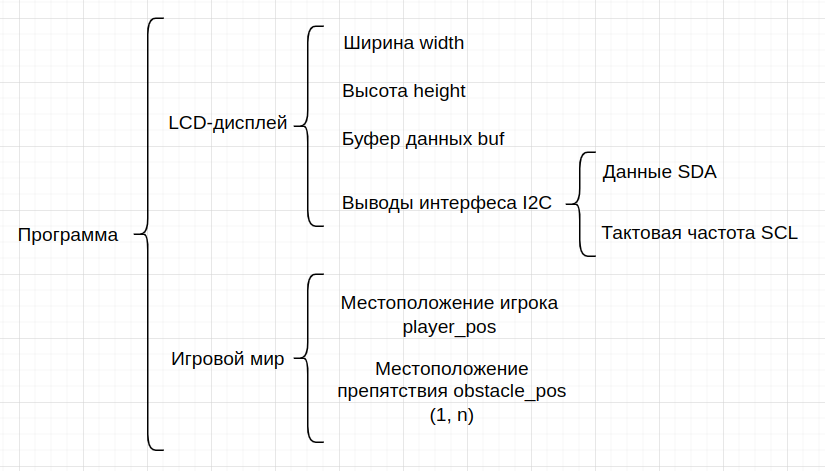 Программа
LCD-дисплей
Ширина width
Высота height
Буфер данных buf
Выводы интерфеса I2C
Данные SDA
Тактовая частота SCL
Игровой мир
Местоположение игрока
player_pos
Местоположение
препятствия obstacle_pos
(1, n)